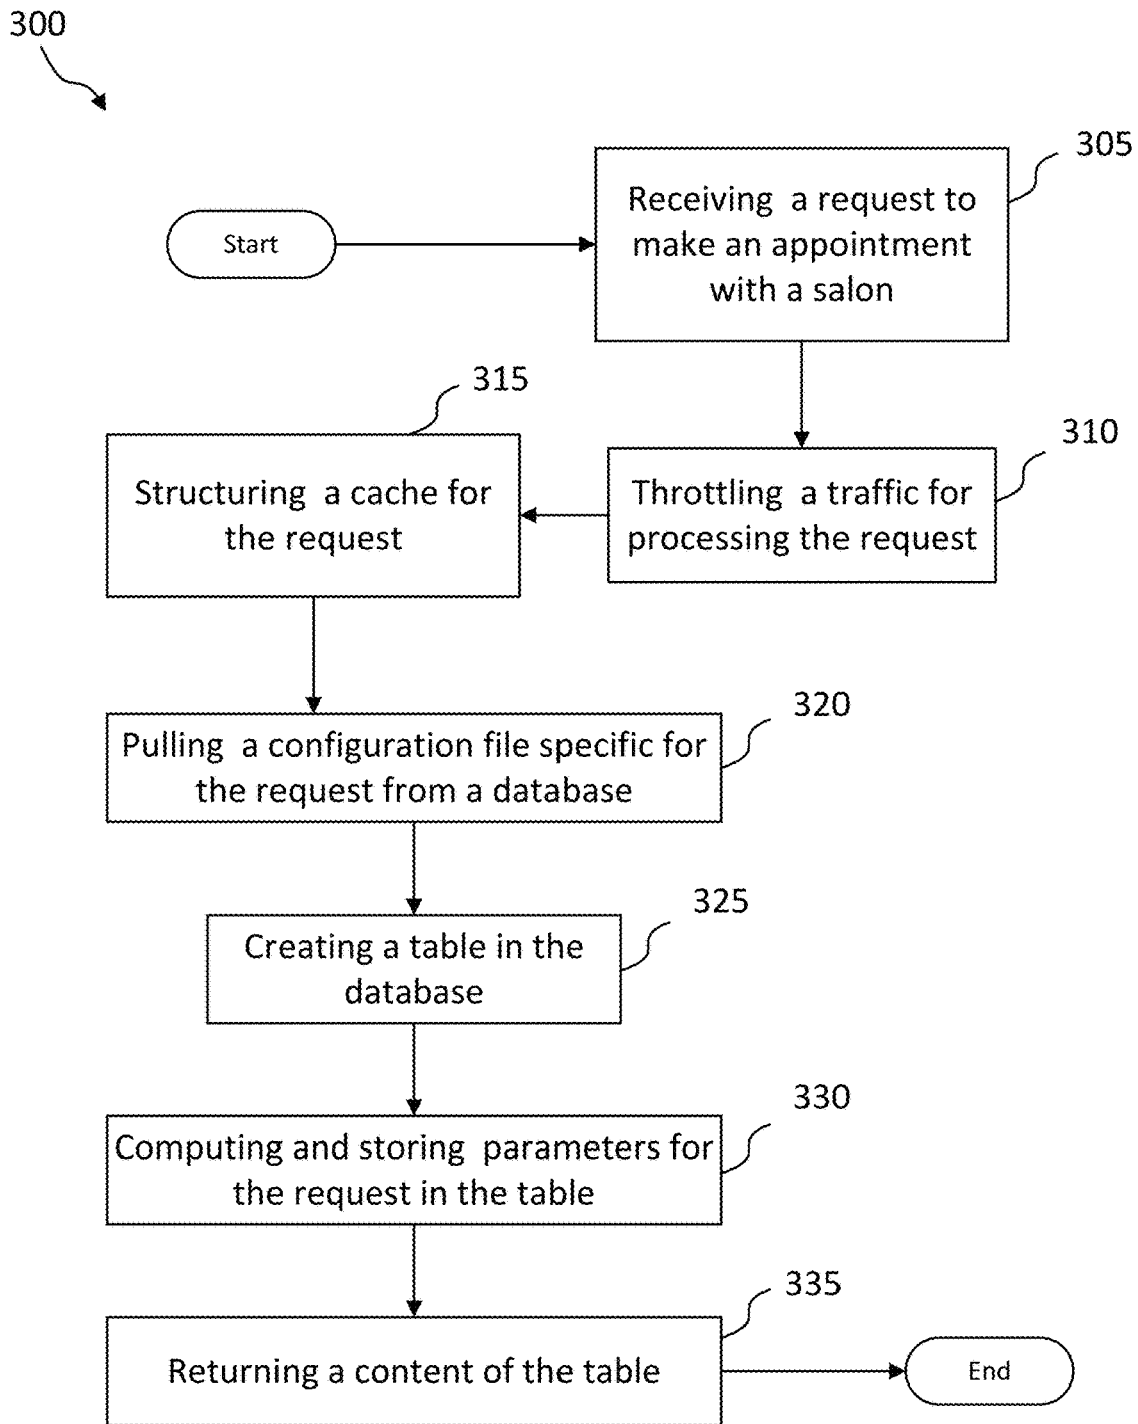 300
305
Start
Receiving a request to
make an appointment
with a salon
315
310
Structuring a cache for
the request
Throttling a traffic for
processing the request
320
Pulling a configuration file specific for
the request from a database
325
Creating a table in the
database
330
Computing and storing parameters for
the request in the table
335
Returning a content of the table
End